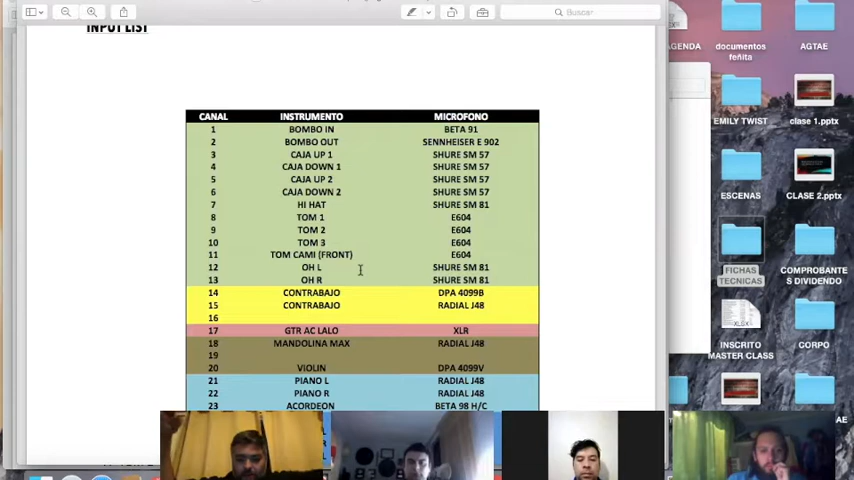 INPUT LIST
Buscar
CANAL INSTRUMENTO MICROFONO
1 BOMBO IN BETA 91
2 BOMBO OUT SENNHEISER E 902
3 CAJA UP 1 SHURE SM 57
4 CAJA DOWN 1 SHURE SM 57
5 CAJA UP 2 SHURE SM 57
6 CAJA DOWN 2 SHURE SM 57
7 HI HAT SHURE SM 81
8 TOM 1 E604
9 TOM 2 E604
10 TOM 3 E604
11 TOM CAMI (FRONT) E604
12 OH L SHURE SM 81
13 OH R SHURE SM 81
14 CONTRABAJO DPA 4099B
15 CONTRABAJO RADIAL J48
16
17 GTR AC LALO XLR
18 MANDOLINA MAX RADIAL J48
19
20 VIOLIN DPA 4099V
21 PIANO L RADIAL J48
22 PIANO R RADIAL J48
23 ACORDEON BETA 98 H/C
AGENDA
documentos
feñita
AGTAE
EMILY TWIST
clase 1.pptx
ESCENAS
CLASE 2.pptx
FICHAS
TECNICAS
COMPROBANTE
S DIVIDENDO
XLSX
INSCRITO
MASTER CLASS
CORPO